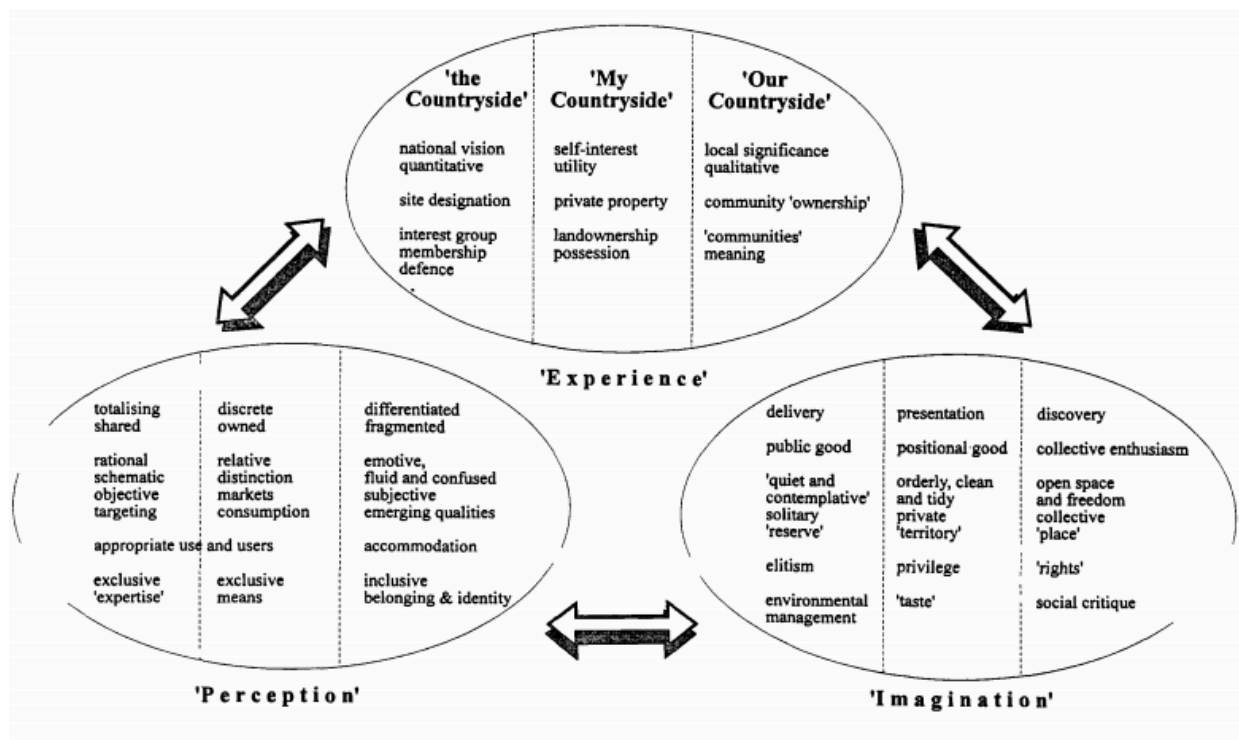 'the
Countryside'
national vision
quantitative
site designation
interest group
membership
defence
'My
Countryside'
self-interest
utility
private property
landownership
possession
'Our
Countryside'
local significance
qualitative
community 'ownership'
'communities'
meaning
'Experience'
totalising
shared
rational
schematic
objective
targeting
appropriate use and users
exclusive
'expertise'
discrete
owned
relative
distinction
markets
consumption
exclusive
means
differentiated
fragmented
emotive,
fluid and confused
subjective
emerging qualities
accommodation
inclusive
belonging & identity
'Perception'
delivery
public good
'quiet and
contemplative'
solitary
'reserve'
elitism
environmental
management
presentation
positional good
orderly, clean
and tidy
private
'territory'
privilege
'taste'
discovery
collective enthusiasm
open space
and freedom
collective
'place'
'rights'
social critique
'Imagination'